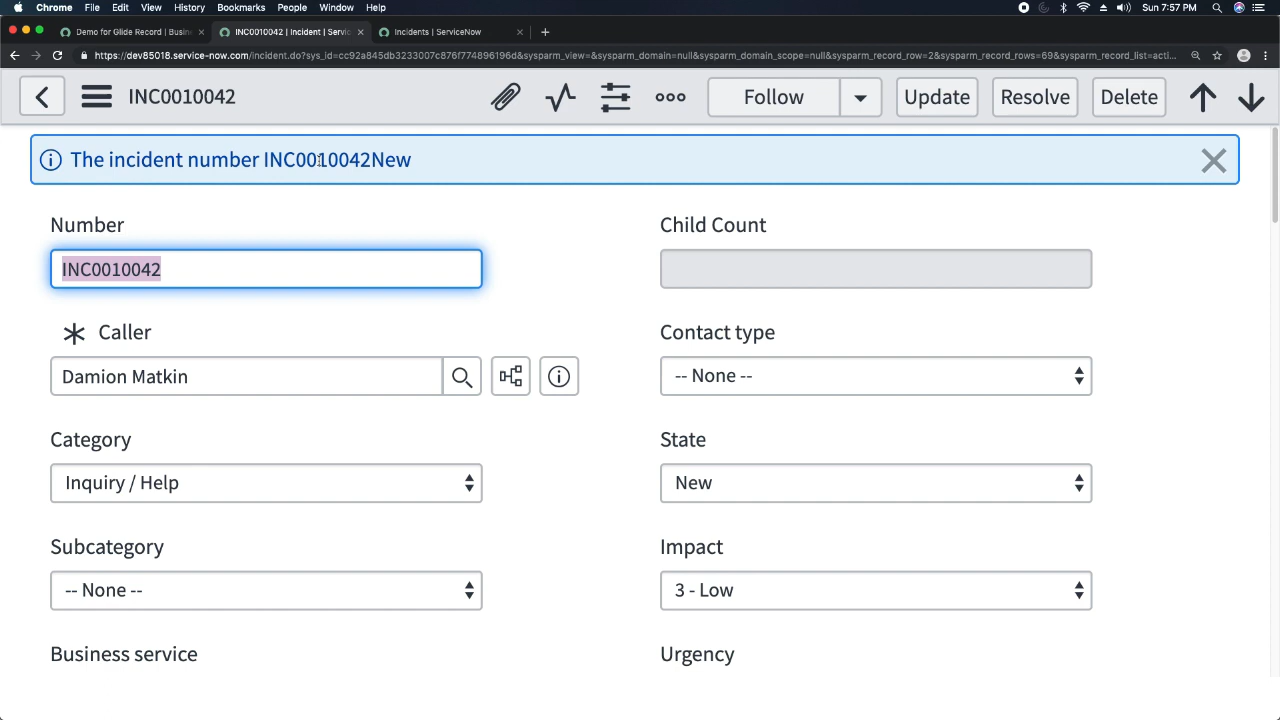 Chrome File Edit View History Bookmarks People Window Help Sun 7:57 PM
Demo for Glide Record | Busin INC0010042 | Incident | Servic Incidents | ServiceNow
https://dev85018.service-now.com/incident.do?sys_id=cc92a845db3233007c876f774896196d&sysparm_view=&sysparm_domain=null&sysparm_domain_scope=null&sysparm_record_row=2&sysparm_record_rows=69&sysparm_record_list=acti...
INC0010042 Follow Update Resolve Delete
The incident number INC0010042New
Number Child Count
INC0010042
Caller Contact type
Damion Matkin -- None --
Category State
Inquiry / Help New
Subcategory Impact
-- None -- 3 - Low
Business service Urgency